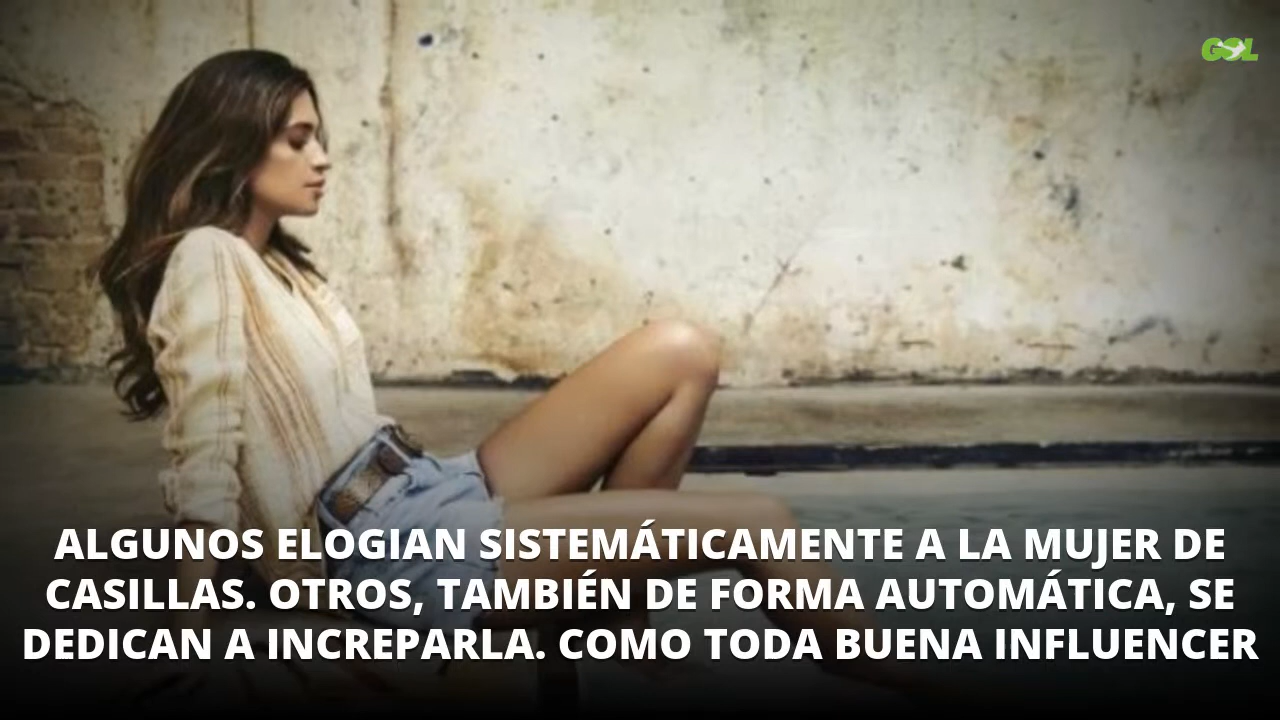 GOL
ALGUNOS ELOGIAN SISTEMÁTICAMENTE A LA MUJER DE
CASILLAS. OTROS, TAMBIÉN DE FORMA AUTOMÁTICA, SE
DEDICAN A INCREPARLA. COMO TODA BUENA INFLUENCER